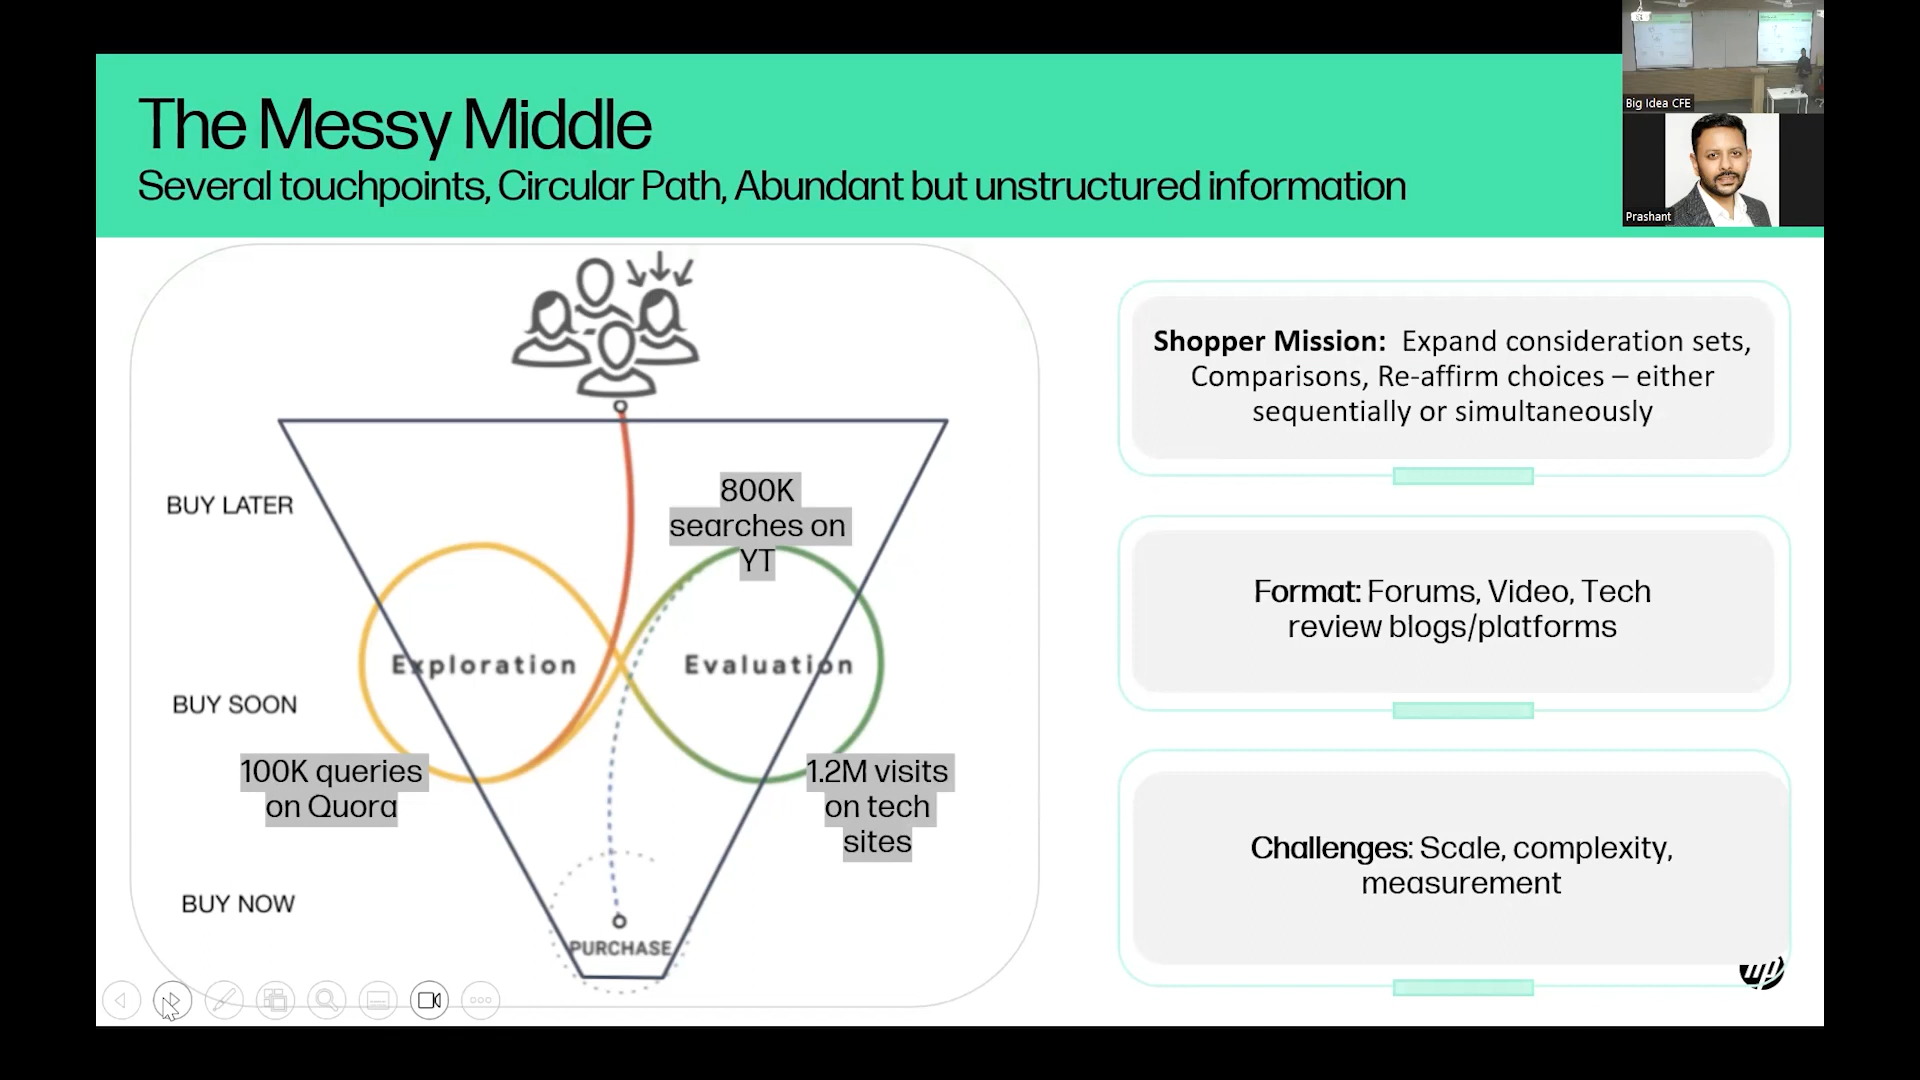 The Messy Middle
Several touchpoints, Circular Path, Abundant but unstructured information
Big Idea CFE
Prashant
BUY LATER
BUY SOON
BUY NOW
800K
searches on
YT
Exploration
Evaluation
100K queries
on Quora
1.2M visits
on tech
sites
PURCHASE
Shopper Mission: Expand consideration sets,
Comparisons, Re-affirm choices – either
sequentially or simultaneously
Format: Forums, Video, Tech
review blogs/platforms
Challenges: Scale, complexity,
measurement
hp